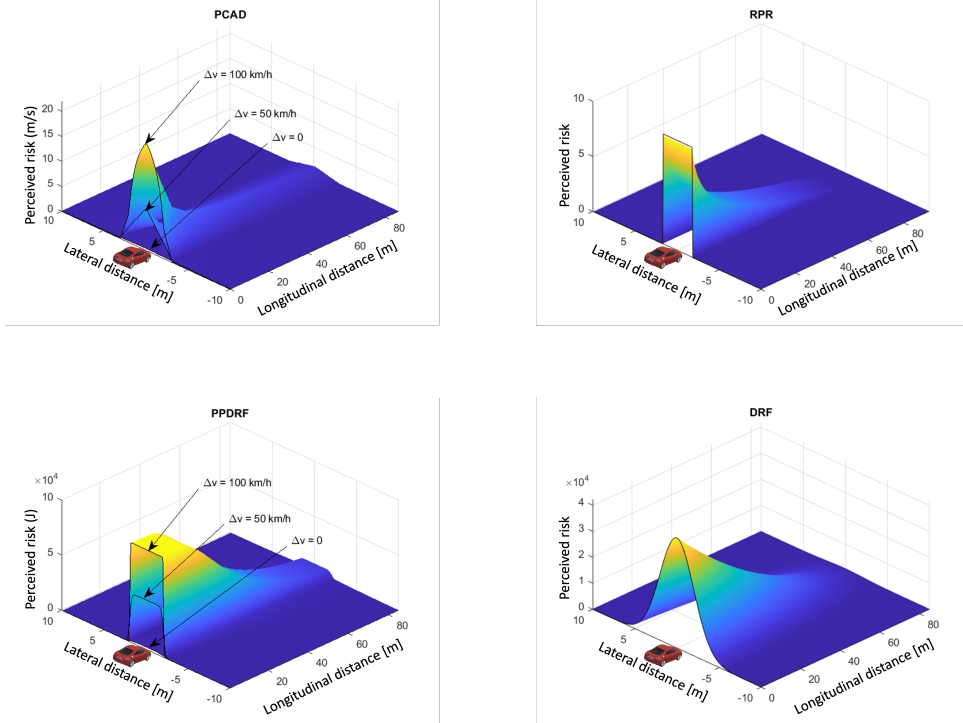 PCAD
Δv = 100 km/h
Δv = 50 km/h
Δv = 0
Perceived risk (m/s)
20
15
10
5
0
10
5
-5
-10
Lateral distance [m]
0
20
40
60
80
Longitudinal distance [m]
RPR
Perceived risk
10
5
0
10
5
-5
-10
Lateral distance [m]
0
20
40
60
80
Longitudinal distance [m]
PPDRF
×10⁴
Δv = 100 km/h
Δv = 50 km/h
Δv = 0
Perceived risk (J)
10
5
0
10
5
-5
-10
Lateral distance [m]
0
20
40
60
80
Longitudinal distance [m]
DRF
×10⁴
Perceived risk
4
3
2
1
0
10
5
-5
-10
Lateral distance [m]
0
20
40
60
80
Longitudinal distance [m]